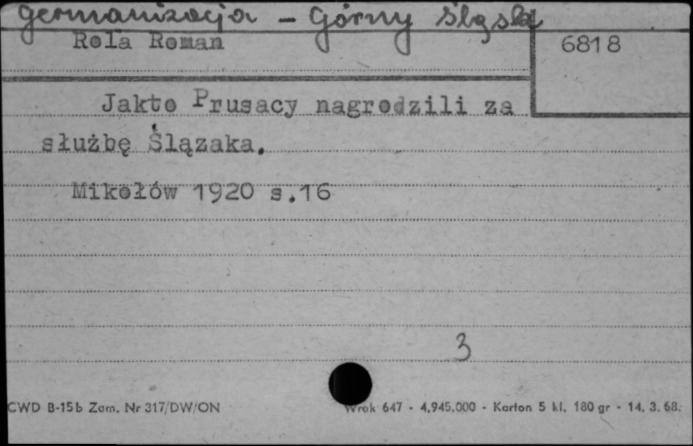 germanizacja - Górny Śląsk
Rola Roman
6818
Jakto Prusacy nagrodzili za
służbę Ślązaka.
Mikołów 1920 s.16
3
CWD B-15b Zam. Nr 317/DW/ON
Wrok 647 - 4,945.000 - Karton 5 kl. 180 gr - 14. 3. 68.